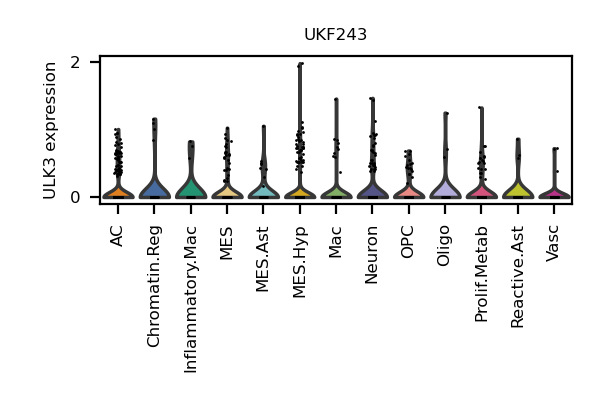 UKF243
ULK3 expression
2
0
AC
Chromatin.Reg
Inflammatory.Mac
MES
MES.Ast
MES.Hyp
Mac
Neuron
OPC
Oligo
Prolif.Metab
Reactive.Ast
Vasc